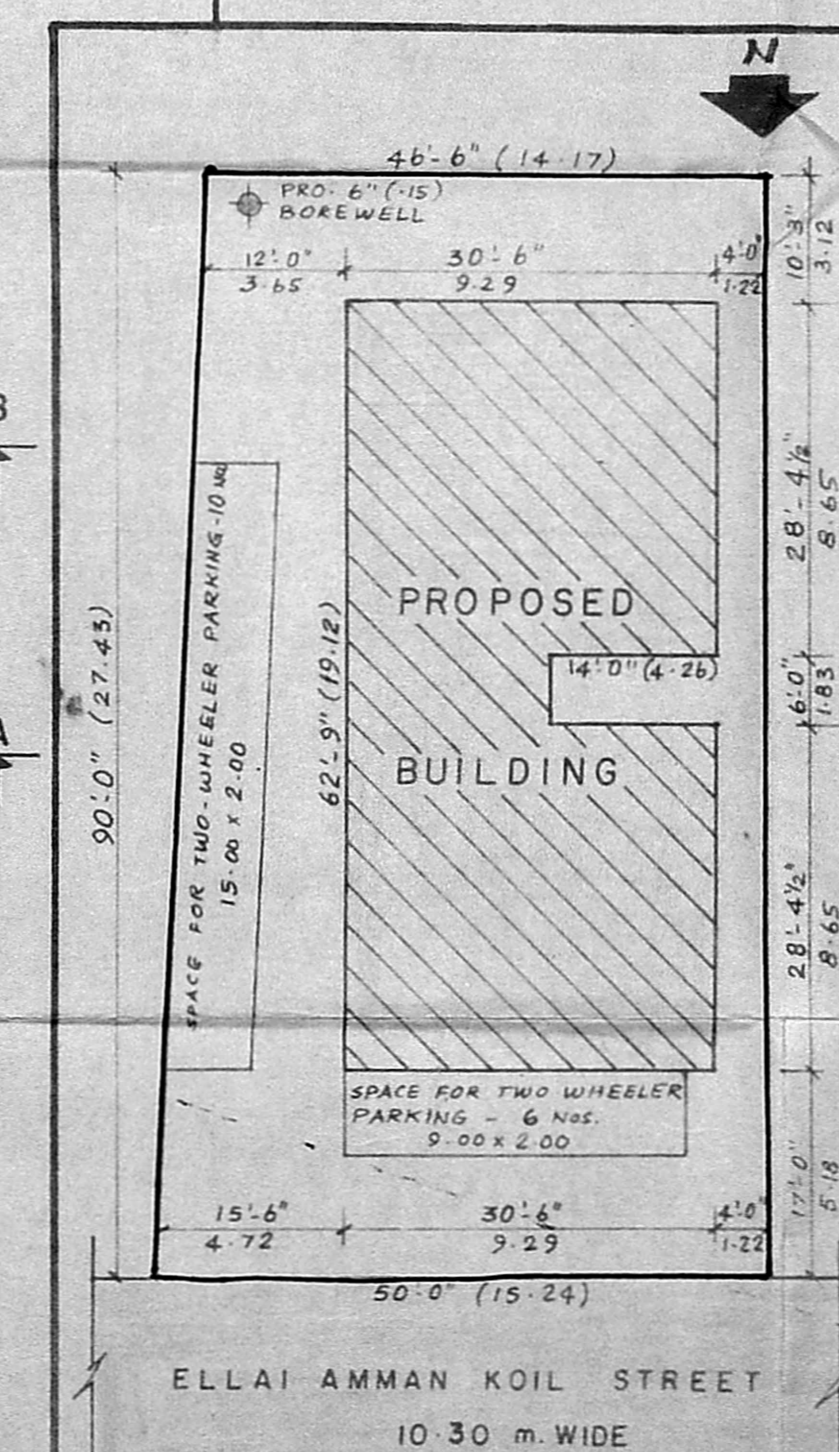 N
46'-6" (14.17)
PRO. 6" (.15)
BOREWELL
12'-0"
3.65
30'-6"
9.29
4'-0"
1.22
10'-3"
3.12
28'-4½"
8.65
PROPOSED
14'-0" (4.26)
6'-0"
1.83
BUILDING
62'-9" (19.12)
90'-0" (27.43)
SPACE FOR TWO-WHEELER PARKING-10 NO
15.00 x 2.00
28'-4½"
8.65
SPACE FOR TWO WHEELER
PARKING - 6 NOS.
9.00 x 2.00
17'-0"
5.18
15'-6"
4.72
30'-6"
9.29
4'-0"
1.22
50'-0" (15.24)
ELLAI AMMAN KOIL STREET
10.30 m. WIDE